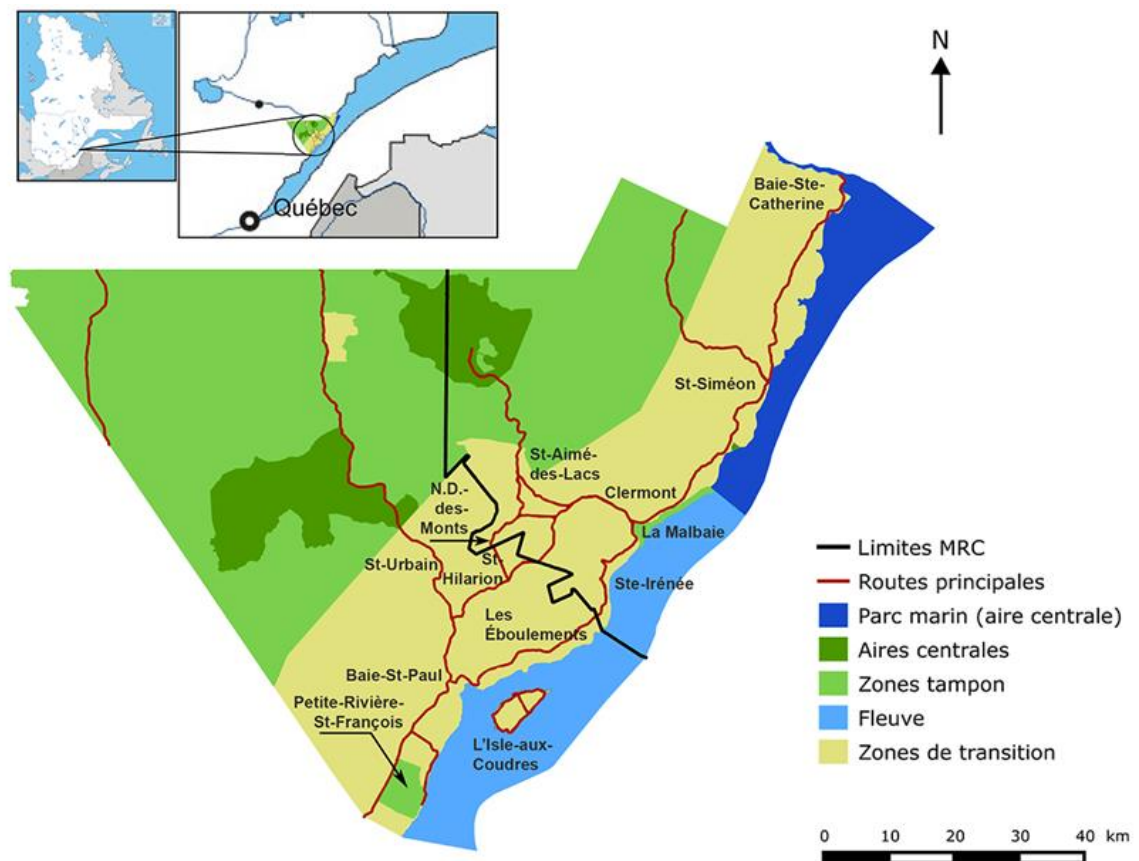 Québec
N
Baie-Ste-
Catherine
St-Siméon
St-Aimé-
des-Lacs
N.D.-
des-
Monts
Clermont
La Malbaie
St-Urbain
St-
Hilarion
Ste-Irénée
Les
Éboulements
Baie-St-Paul
Petite-Rivière-
St-François
L'Isle-aux-
Coudres
Limites MRC
Routes principales
Parc marin (aire centrale)
Aires centrales
Zones tampon
Fleuve
Zones de transition
0 10 20 30 40 km